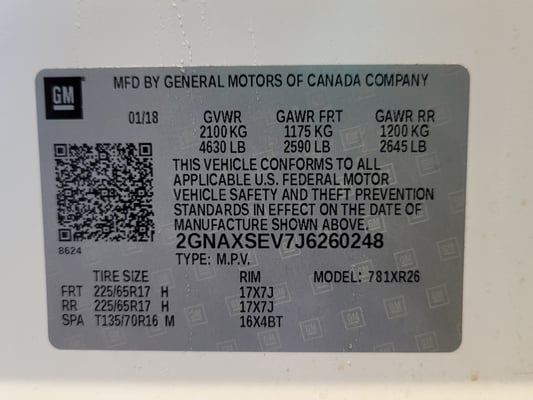 GM
MFD BY GENERAL MOTORS OF CANADA COMPANY
01/18 GVWR GAWR FRT GAWR RR
2100 KG 1175 KG 1200 KG
4630 LB 2590 LB 2645 LB
THIS VEHICLE CONFORMS TO ALL
APPLICABLE U.S. FEDERAL MOTOR
VEHICLE SAFETY AND THEFT PREVENTION
STANDARDS IN EFFECT ON THE DATE OF
MANUFACTURE SHOWN ABOVE.
8624
2GNAXSEV7J6260248
TYPE: M.P.V.
TIRE SIZE RIM MODEL: 781XR26
FRT 225/65R17 H 17X7J
RR 225/65R17 H 17X7J
SPA T135/70R16 M 16X4BT